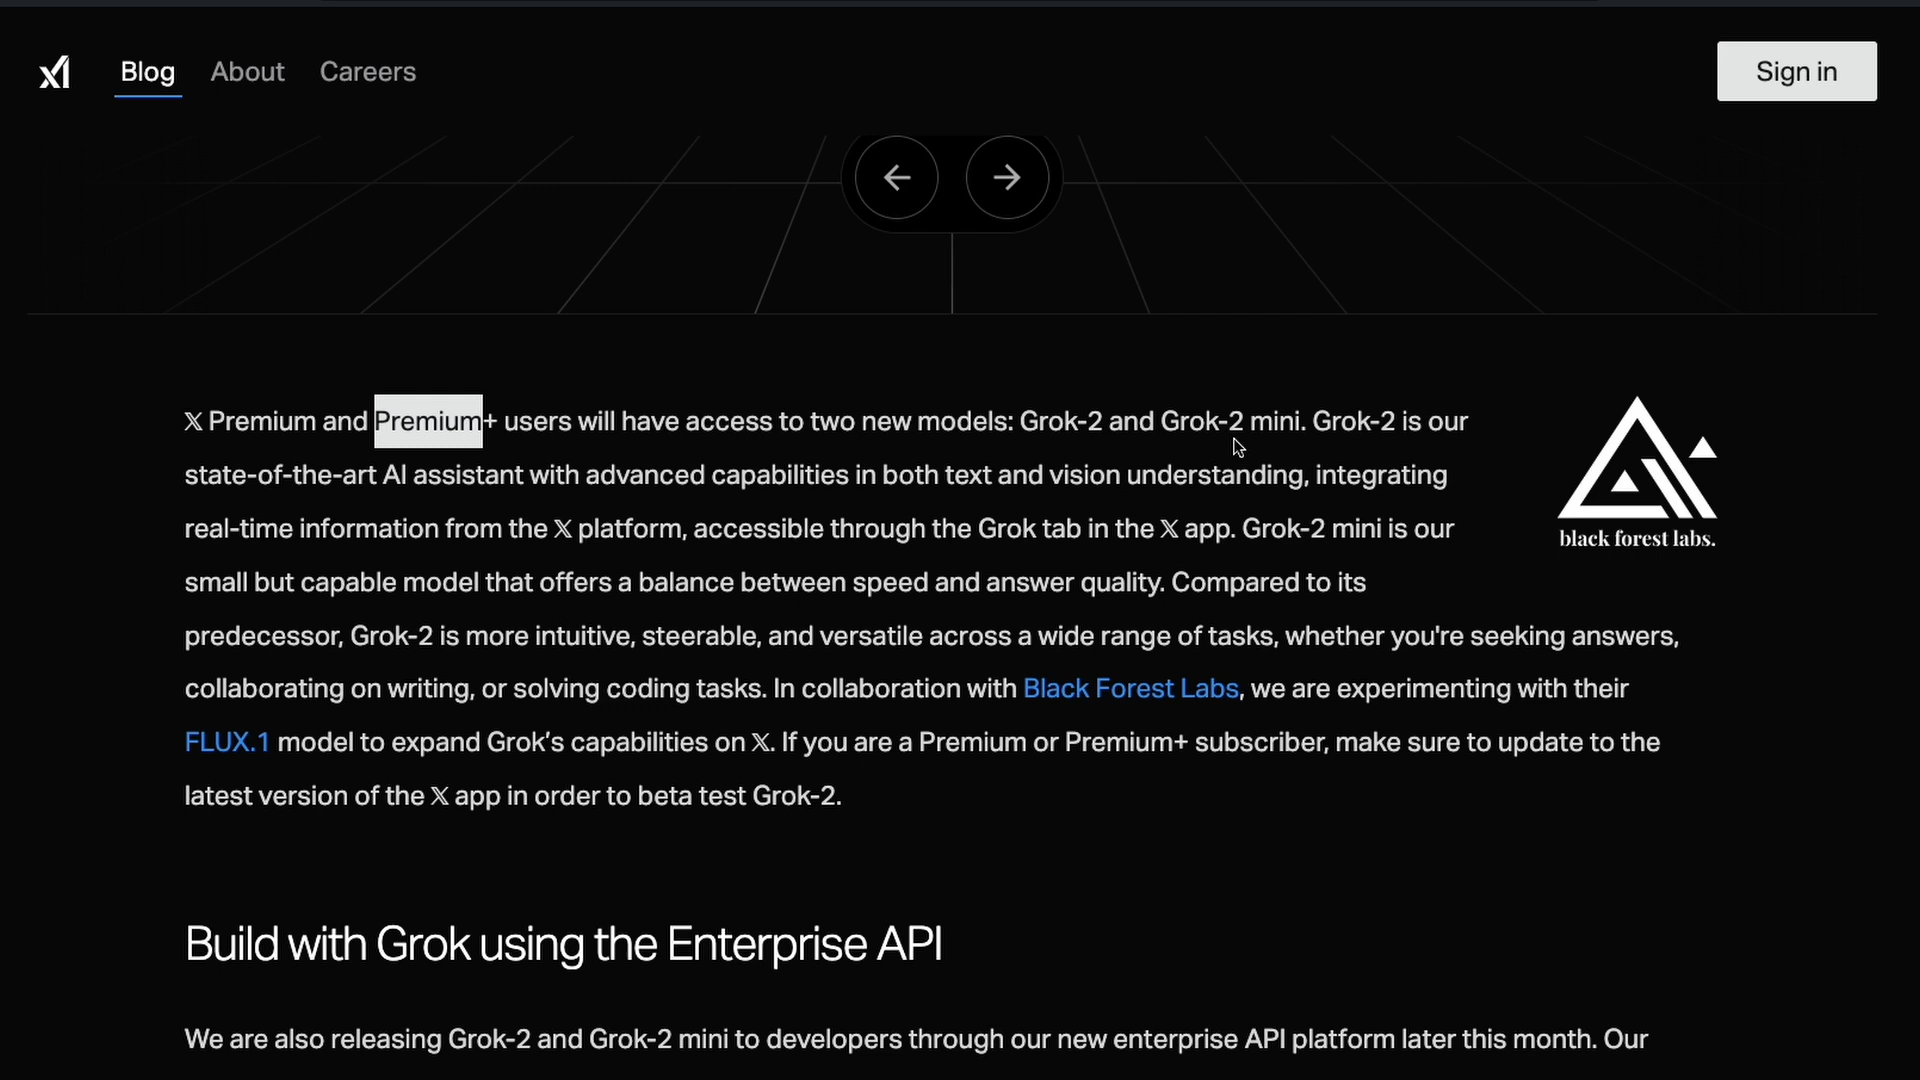 xI
Blog
About
Careers
Sign in
𝕏 Premium and Premium+ users will have access to two new models: Grok-2 and Grok-2 mini. Grok-2 is our
state-of-the-art AI assistant with advanced capabilities in both text and vision understanding, integrating
real-time information from the 𝕏 platform, accessible through the Grok tab in the 𝕏 app. Grok-2 mini is our
small but capable model that offers a balance between speed and answer quality. Compared to its
predecessor, Grok-2 is more intuitive, steerable, and versatile across a wide range of tasks, whether you're seeking answers,
collaborating on writing, or solving coding tasks. In collaboration with Black Forest Labs, we are experimenting with their
FLUX.1 model to expand Grok’s capabilities on 𝕏. If you are a Premium or Premium+ subscriber, make sure to update to the
latest version of the 𝕏 app in order to beta test Grok-2.
black forest labs.
Build with Grok using the Enterprise API
We are also releasing Grok-2 and Grok-2 mini to developers through our new enterprise API platform later this month. Our